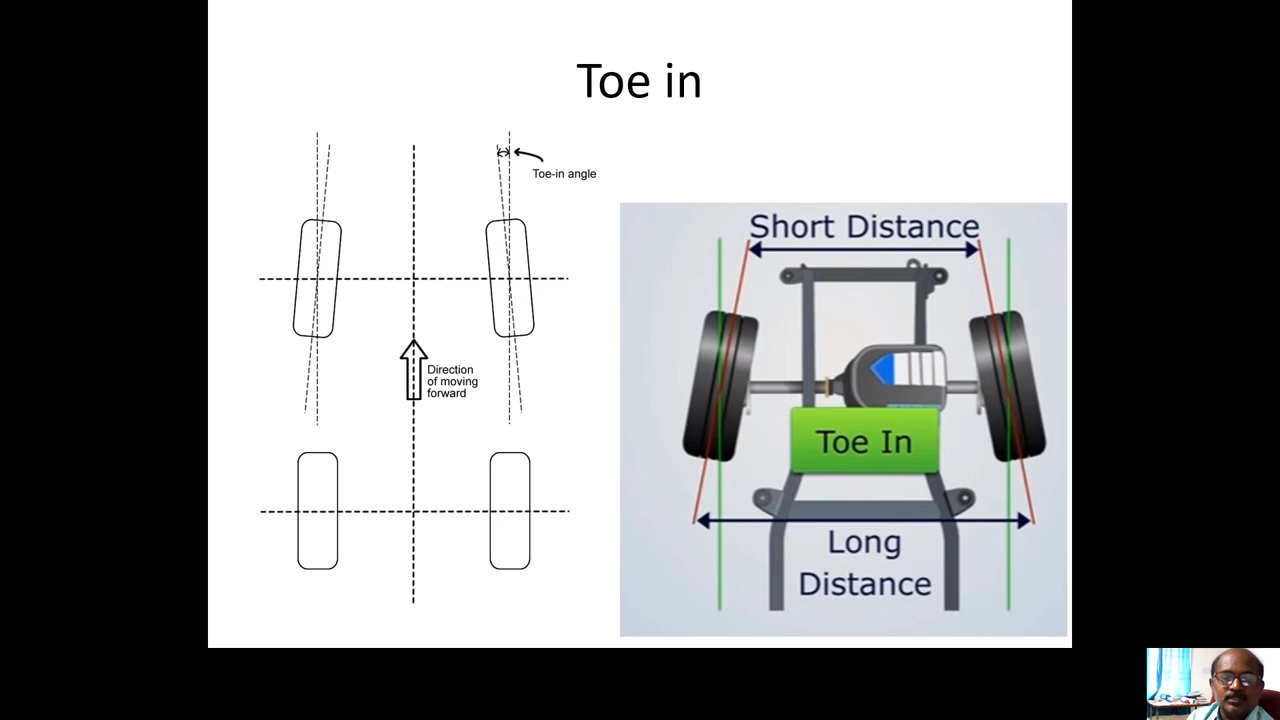 Toe in
Toe-in angle
Direction
of moving
forward
Short Distance
Toe In
Long
Distance